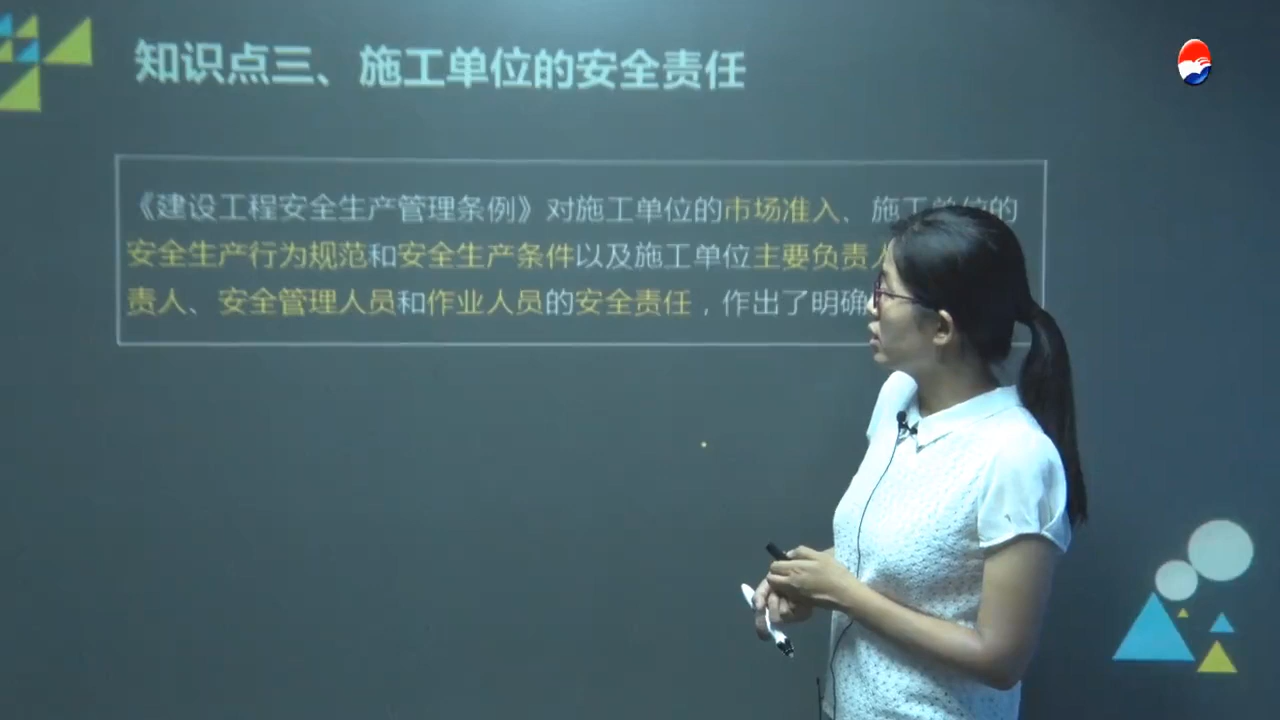 知识点三、施工单位的安全责任
《建设工程安全生产管理条例》对施工单位的市场准入、施工单位的
安全生产行为规范和安全生产条件以及施工单位主要负责人
责人、安全管理人员和作业人员的安全责任，作出了明确